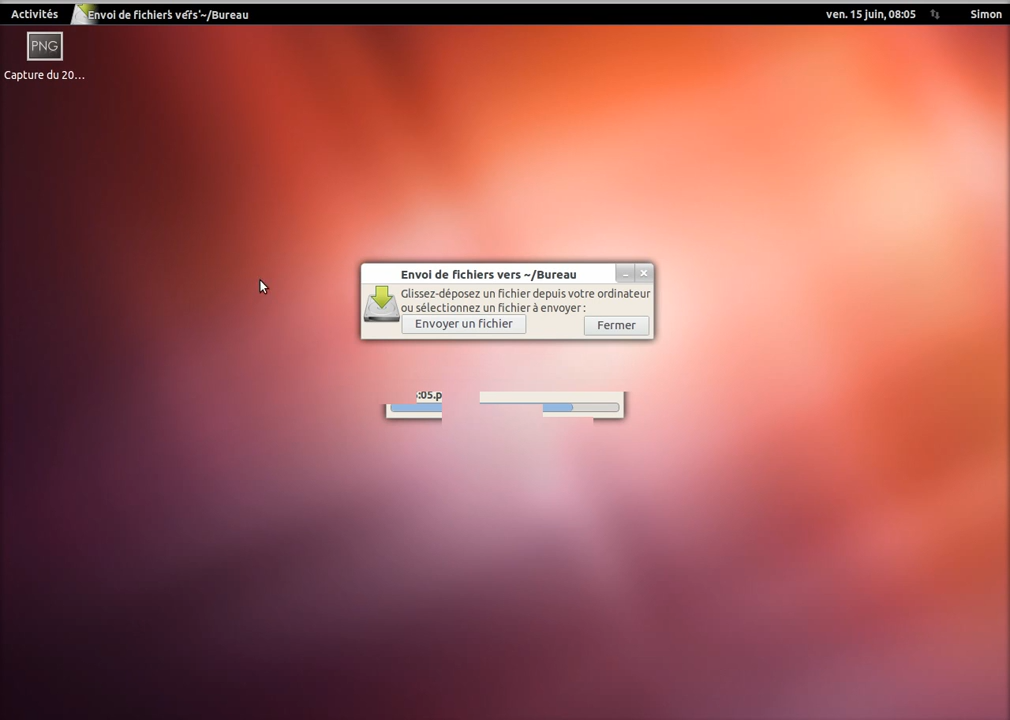 Activités
Envoi de fichiers vers ~/Bureau
ven. 15 juin, 08:05
Simon
PNG
Capture du 20…
Envoi de fichiers vers ~/Bureau
Glissez-déposez un fichier depuis votre ordinateur
ou sélectionnez un fichier à envoyer :
Envoyer un fichier
Fermer
:05.p